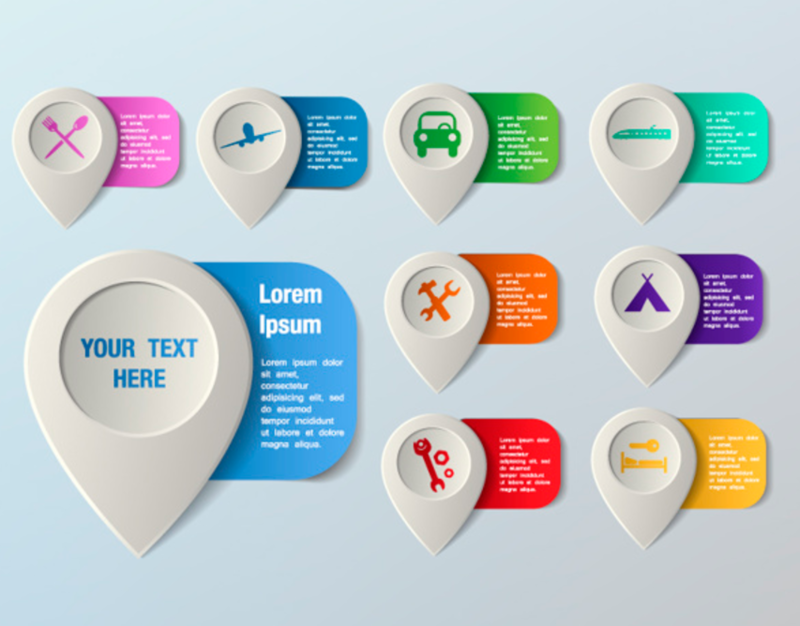 Lorem ipsum dolor
sit amet,
consectetur
adipisicing elit, sed
do eiusmod
tempor incididunt
ut labore et dolore
magna aliqua.
Lorem ipsum dolor
sit amet,
consectetur
adipisicing elit, sed
do eiusmod
tempor incididunt
ut labore et dolore
magna aliqua.
Lorem ipsum dolor
sit amet,
consectetur
adipisicing elit, sed
do eiusmod
tempor incididunt
ut labore et dolore
magna aliqua.
Lorem ipsum dolor
sit amet,
consectetur
adipisicing elit, sed
do eiusmod
tempor incididunt
ut labore et dolore
magna aliqua.
YOUR TEXT
HERE
Lorem
Ipsum
Lorem ipsum dolor
sit amet,
consectetur
adipisicing elit, sed
do eiusmod
tempor incididunt
ut labore et dolore
magna aliqua.
Lorem ipsum dolor
sit amet,
consectetur
adipisicing elit, sed
do eiusmod
tempor incididunt
ut labore et dolore
magna aliqua.
Lorem ipsum dolor
sit amet,
consectetur
adipisicing elit, sed
do eiusmod
tempor incididunt
ut labore et dolore
magna aliqua.
Lorem ipsum dolor
sit amet,
consectetur
adipisicing elit, sed
do eiusmod
tempor incididunt
ut labore et dolore
magna aliqua.
Lorem ipsum dolor
sit amet,
consectetur
adipisicing elit, sed
do eiusmod
tempor incididunt
ut labore et dolore
magna aliqua.